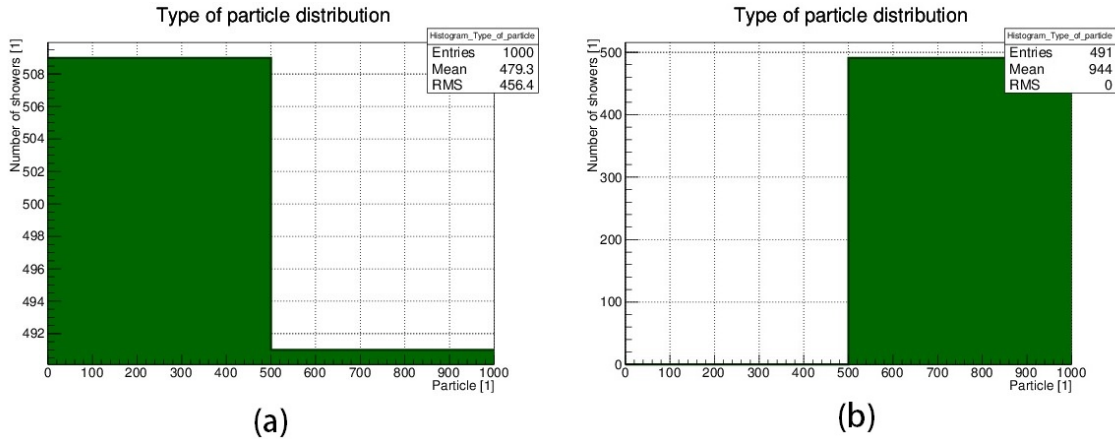 Type of particle distribution
Histogram_Type_of_particle
Entries 1000
Mean 479.3
RMS 456.4
Number of showers [1]
508
506
504
502
500
498
496
494
492
0 100 200 300 400 500 600 700 800 900 1000
Particle [1]
(a)
Type of particle distribution
Histogram_Type_of_particle
Entries 491
Mean 944
RMS 0
Number of showers [1]
500
400
300
200
100
0
0 100 200 300 400 500 600 700 800 900 1000
Particle [1]
(b)